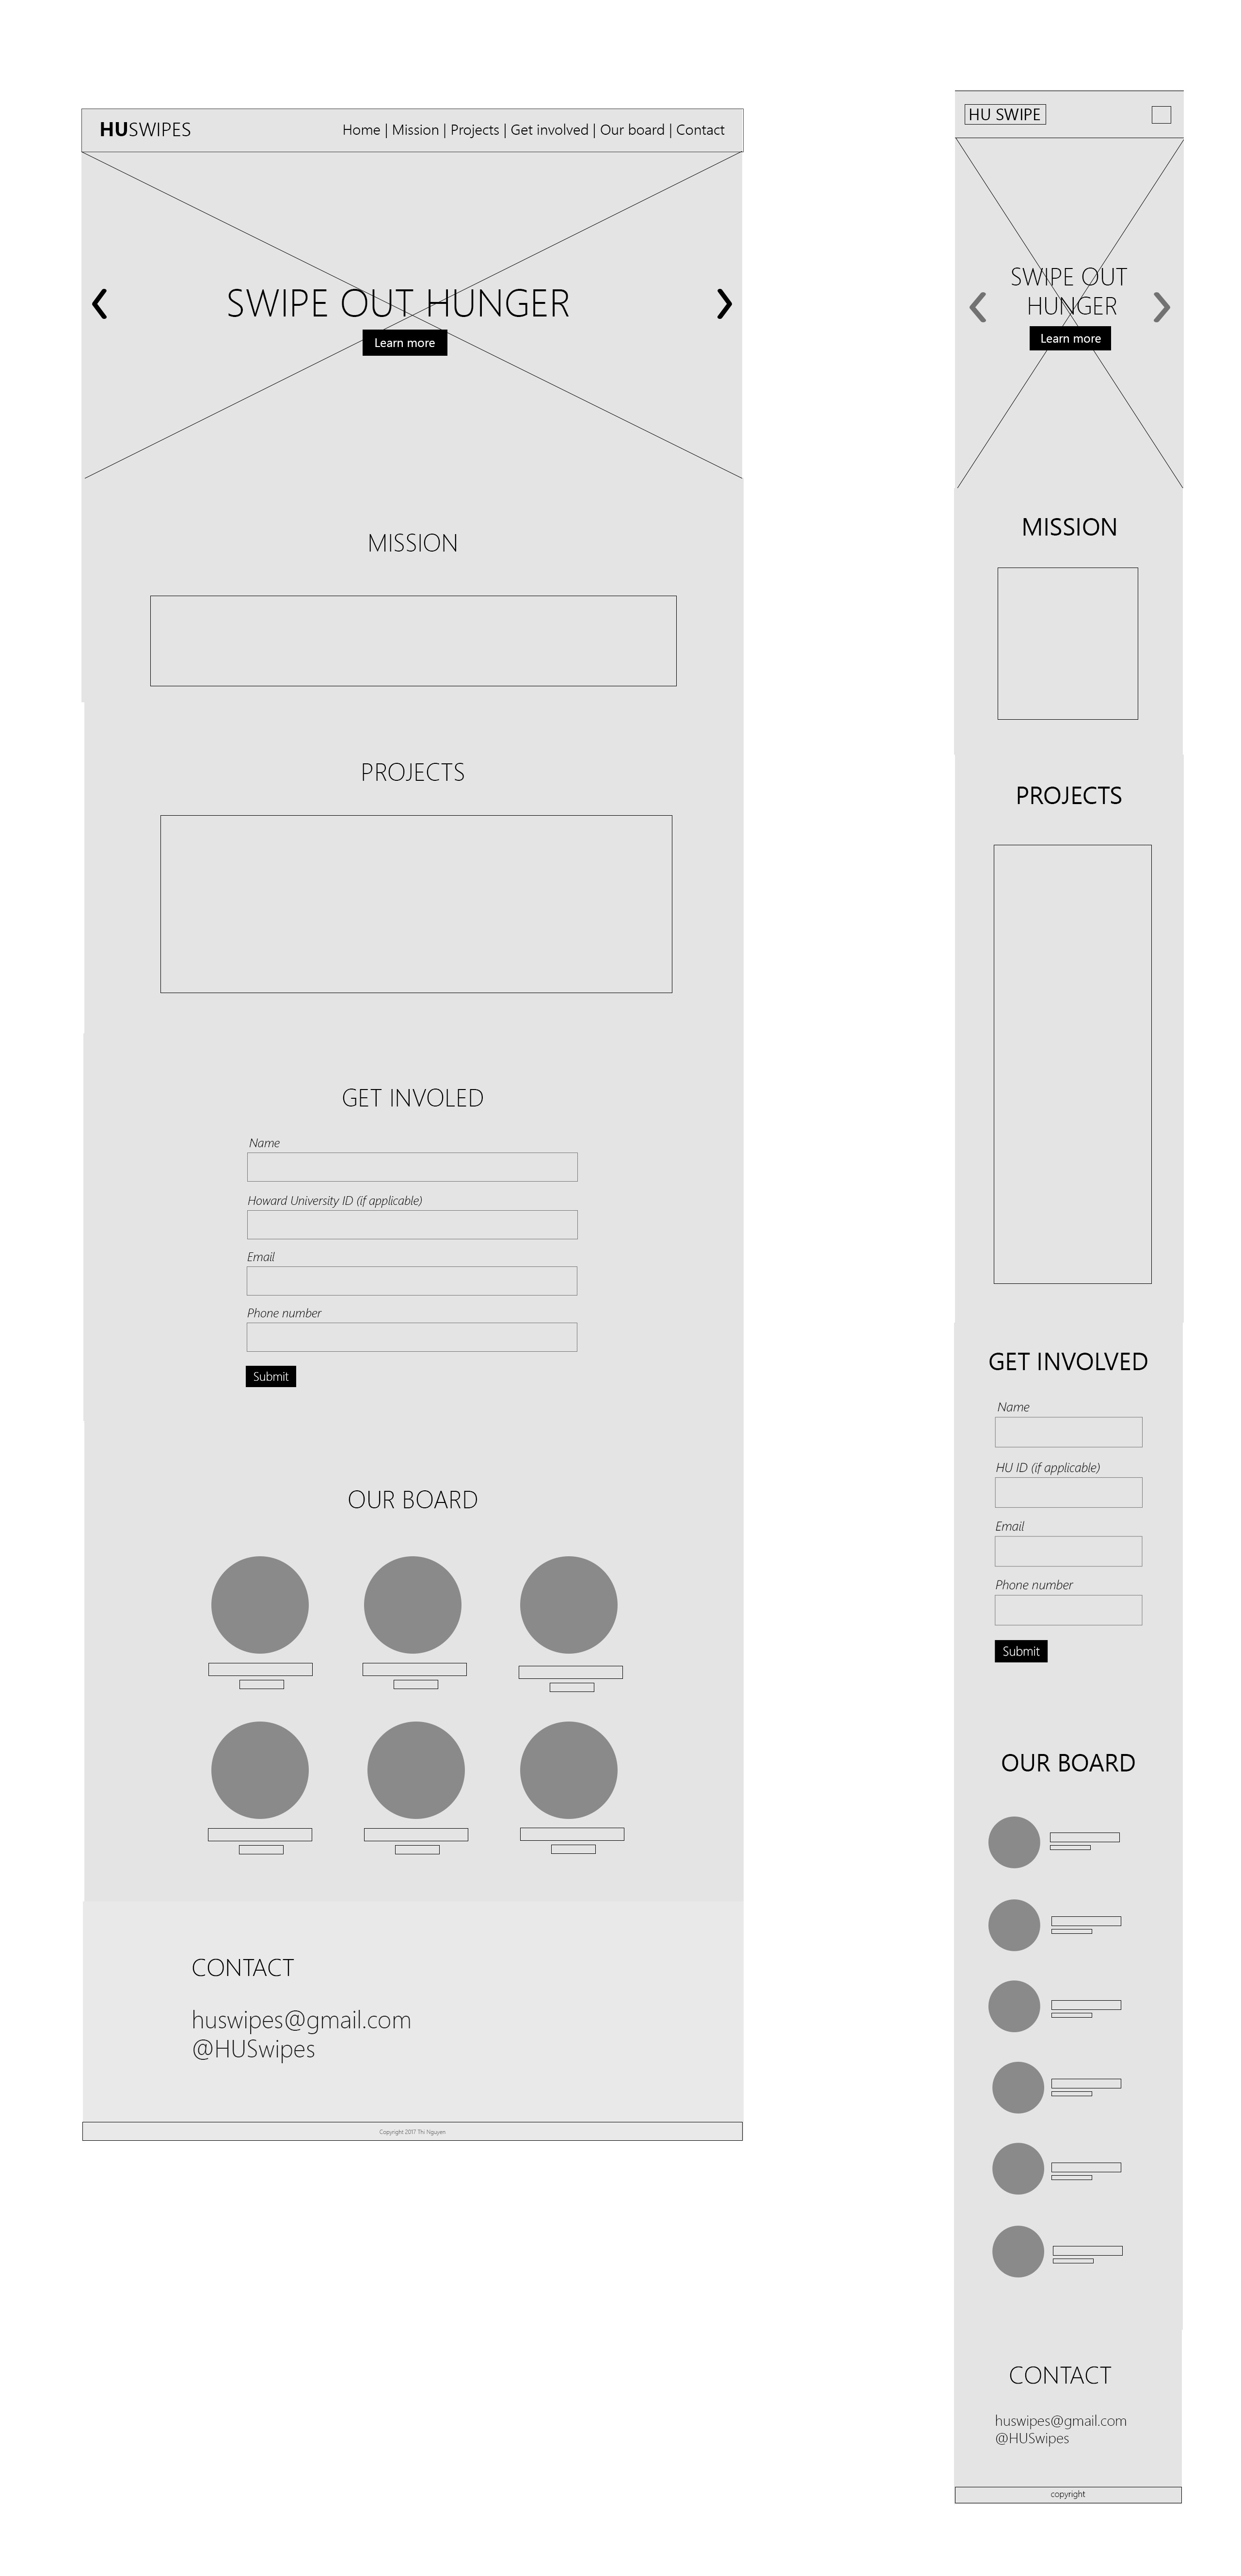 HUSWIPES
Home | Mission | Projects | Get involved | Our board | Contact
SWIPE OUT HUNGER
Learn more
MISSION
PROJECTS
GET INVOLED
Name
Howard University ID (if applicable)
Email
Phone number
Submit
OUR BOARD
CONTACT
huswipes@gmail.com
@HUSwipes
Copyright 2017 Thi Nguyen
HU SWIPE
SWIPE OUT
HUNGER
Learn more
MISSION
PROJECTS
GET INVOLVED
Name
HU ID (if applicable)
Email
Phone number
Submit
OUR BOARD
CONTACT
huswipes@gmail.com
@HUSwipes
copyright